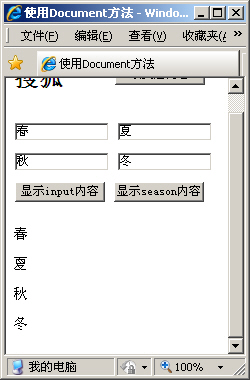 使用Document方法 - Windo...
文件(F) 编辑(E) 查看(V) 收藏夹(A) »
使用Document方法
搜狐
春 夏
秋 冬
显示input内容 显示season内容
春
夏
秋
冬
我的电脑 100%